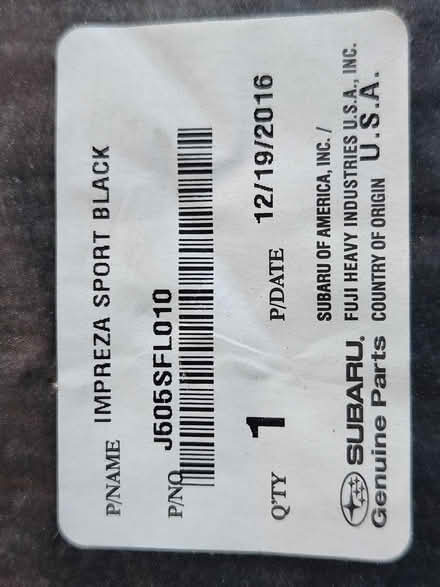 P/NAME IMPREZA SPORT BLACK
P/NO J505SFL010
Q'TY 1 P/DATE 12/19/2016
SUBARU OF AMERICA, INC. /
SUBARU. FUJI HEAVY INDUSTRIES U.S.A., INC.
Genuine Parts COUNTRY OF ORIGIN U.S.A.